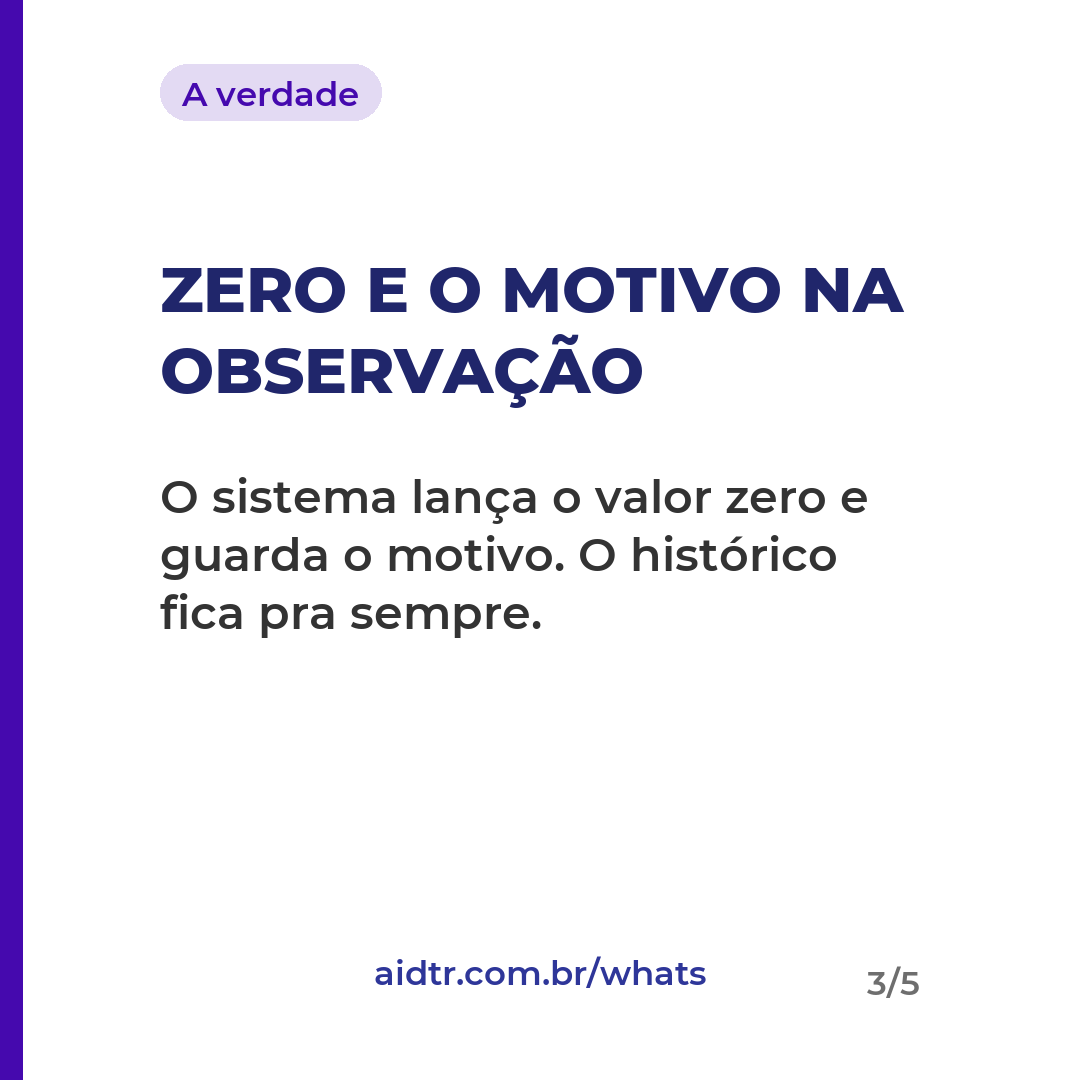 A verdade
ZERO E O MOTIVO NA
OBSERVAÇÃO
O sistema lança o valor zero e
guarda o motivo. O histórico
fica pra sempre.
aidtr.com.br/whats
3/5